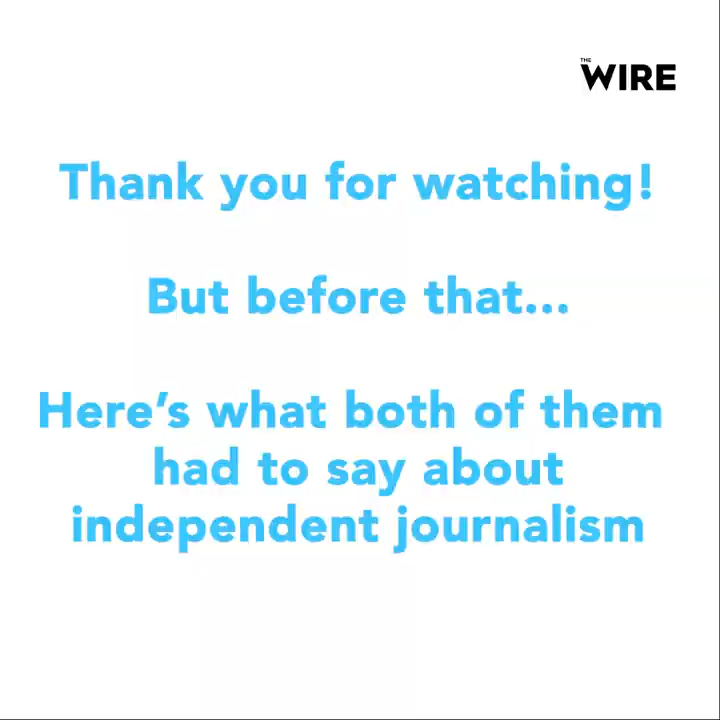 THE
WIRE
Thank you for watching!
But before that...
Here’s what both of them
had to say about
independent journalism